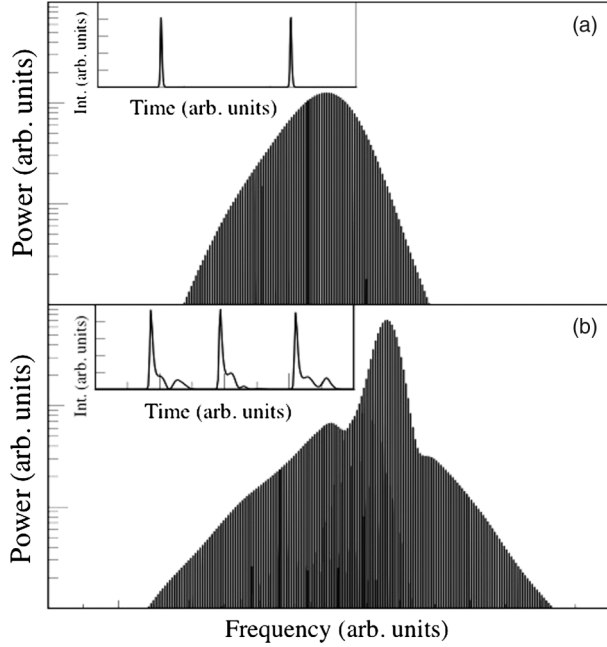 (a)
Int. (arb. units)
Time (arb. units)
Power (arb. units)
(b)
Int. (arb. units)
Time (arb. units)
Power (arb. units)
Frequency (arb. units)